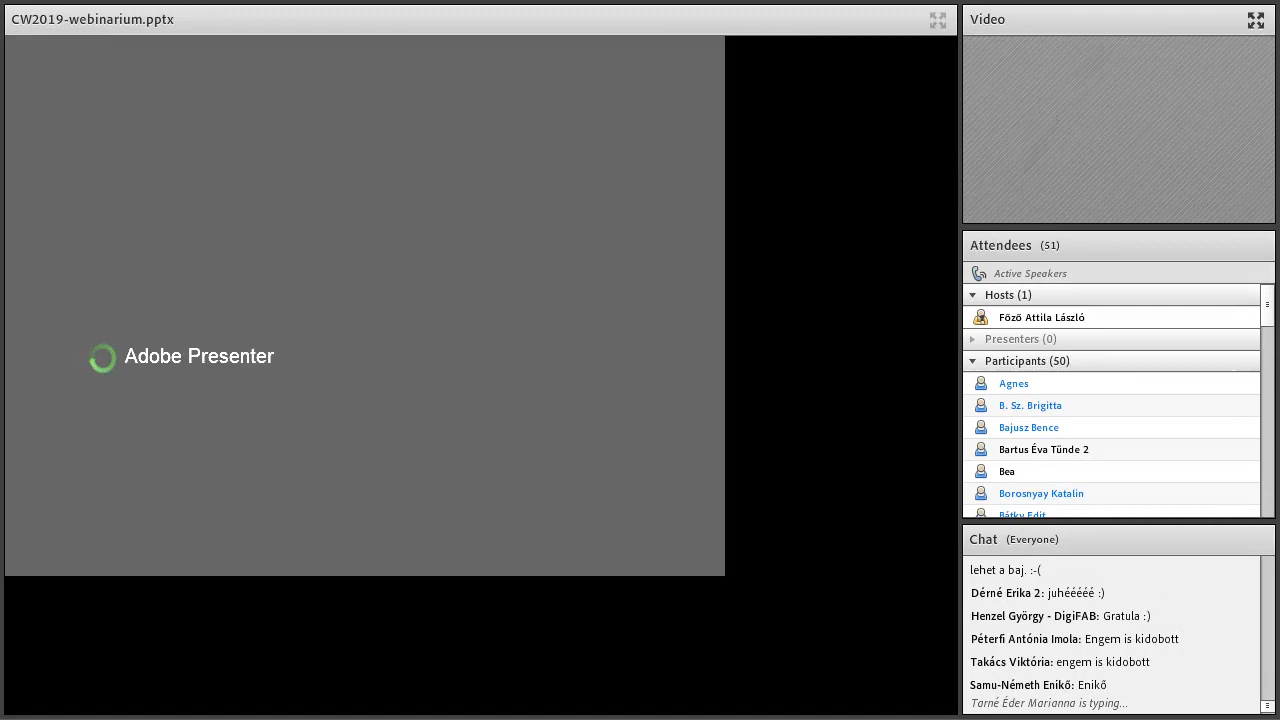 CW2019-webinarium.pptx
Adobe Presenter
Video
Attendees (51)
Active Speakers
Hosts (1)
Főző Attila László
Presenters (0)
Participants (50)
Agnes
B. Sz. Brigitta
Bajusz Bence
Bartus Éva Tünde 2
Bea
Borosnyay Katalin
Bátky Edit
Chat (Everyone)
lehet a baj. :-(
Dérné Erika 2: juhééééé :)
Henzel György - DigiFAB: Gratula :)
Péterfi Antónia Imola: Engem is kidobott
Takács Viktória: engem is kidobott
Samu-Németh Enikő: Enikő
Tarné Éder Marianna is typing...